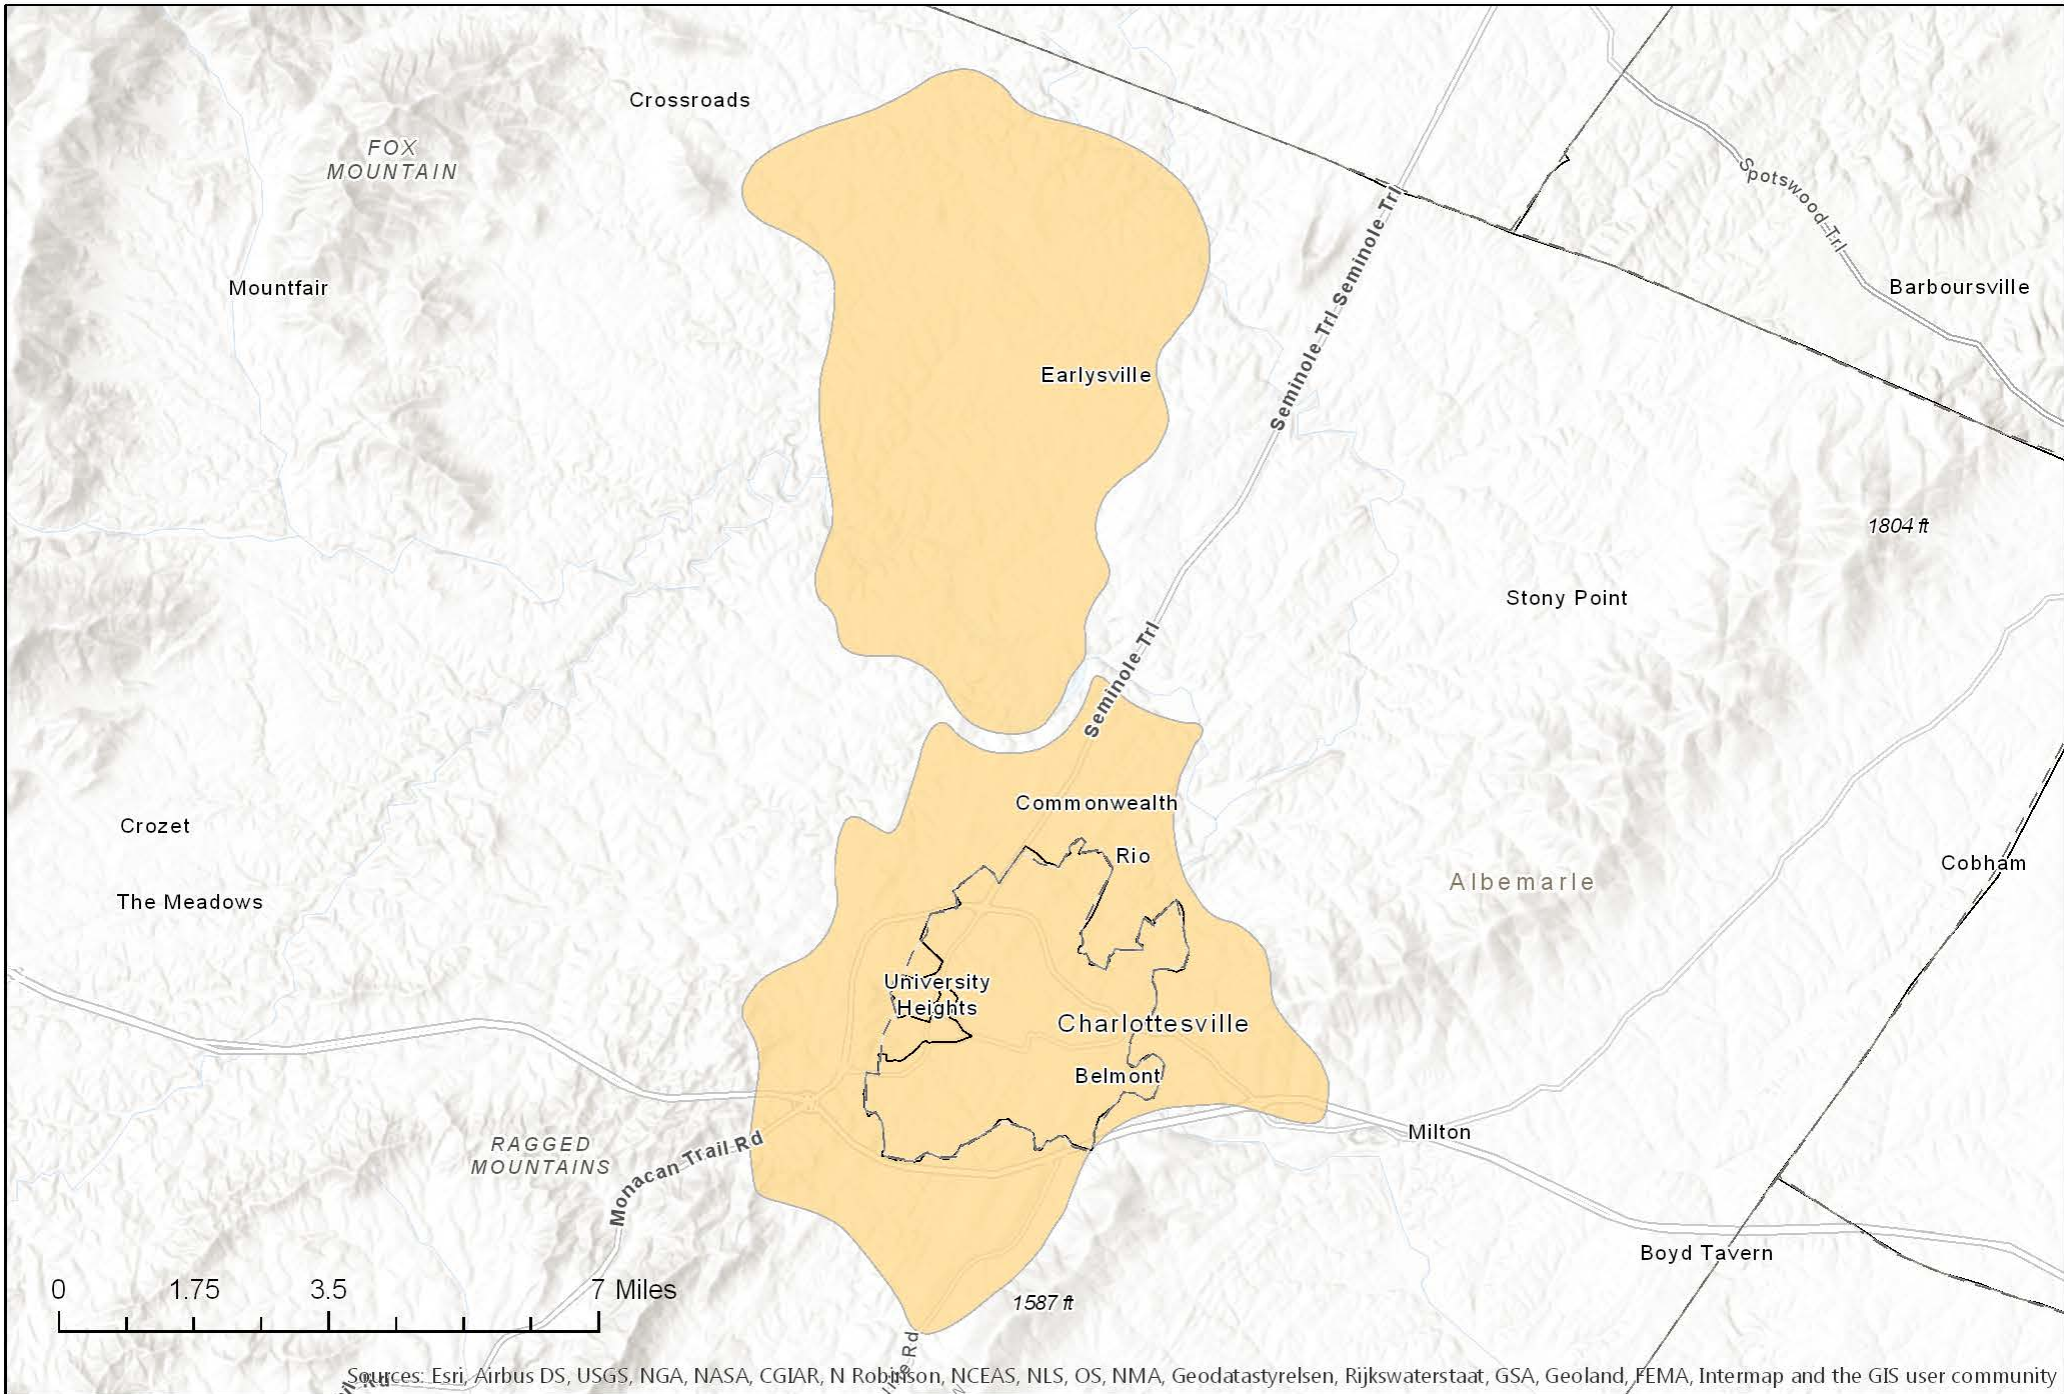 Crossroads
FOX
MOUNTAIN
Spotswood Trl
Seminole Trl
Seminole Trl
Mountfair
Barboursville
Earlysville
1804 ft
Stony Point
Seminole Trl
Commonwealth
Crozet
Rio
Cobham
Albemarle
The Meadows
University
Heights
Charlottesville
Belmont
Milton
RAGGED
MOUNTAINS
Monacan Trail Rd
Boyd Tavern
0 1.75 3.5 7 Miles
1587 ft
Rd
Rd
Sources: Esri, Airbus DS, USGS, NGA, NASA, CGIAR, N Robinson, NCEAS, NLS, OS, NMA, Geodatastyrelsen, Rijkswaterstaat, GSA, Geoland, FEMA, Intermap and the GIS user community